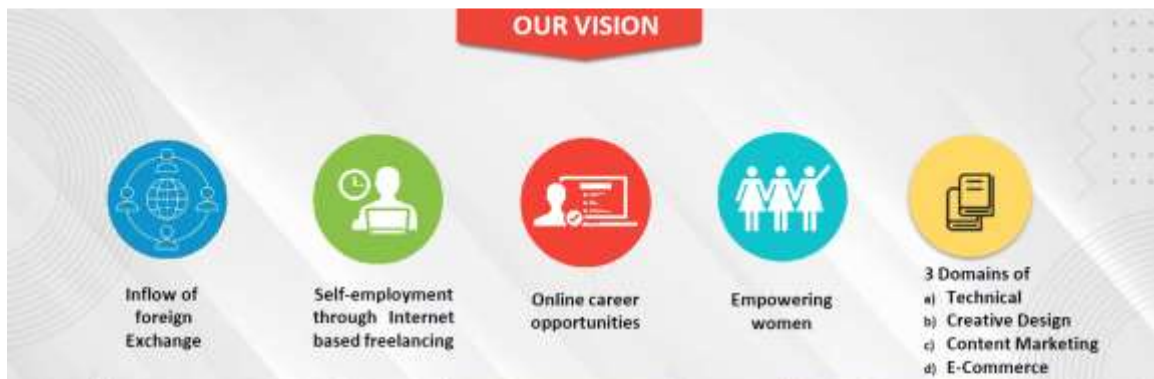 OUR VISION
Inflow of
foreign
Exchange
Self-employment
through Internet
based freelancing
Online career
opportunities
Empowering
women
3 Domains of
a) Technical
b) Creative Design
c) Content Marketing
d) E-Commerce